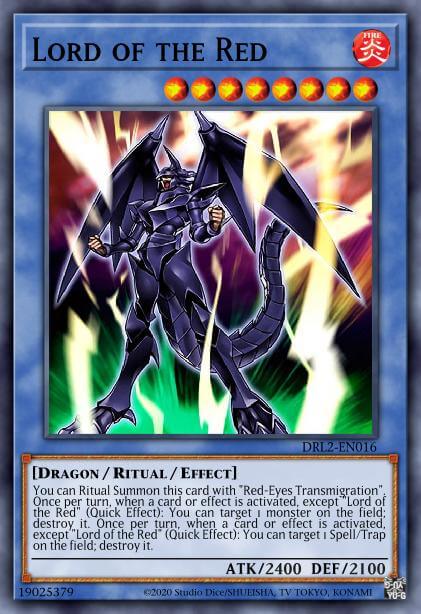 LORD OF THE RED
FIRE
炎
DRL2-EN016
[DRAGON / RITUAL / EFFECT]
You can Ritual Summon this card with "Red-Eyes Transmigration".
Once per turn, when a card or effect is activated, except "Lord of
the Red" (Quick Effect): You can target 1 monster on the field;
destroy it. Once per turn, when a card or effect is activated,
except "Lord of the Red" (Quick Effect): You can target 1 Spell/Trap
on the field; destroy it.
ATK/2400 DEF/2100
19025379
©2020 Studio Dice/SHUEISHA, TV TOKYO, KONAMI